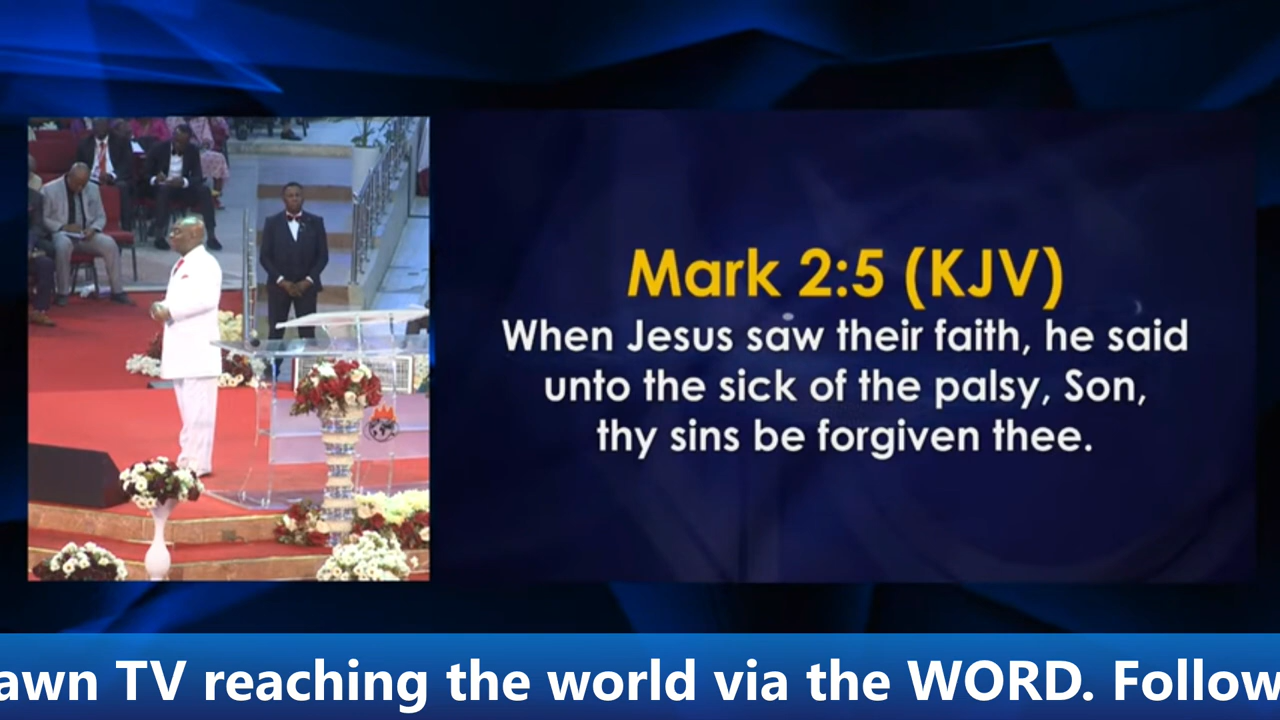 Mark 2:5 (KJV)
When Jesus saw their faith, he said
unto the sick of the palsy, Son,
thy sins be forgiven thee.
awn TV reaching the world via the WORD. Follow